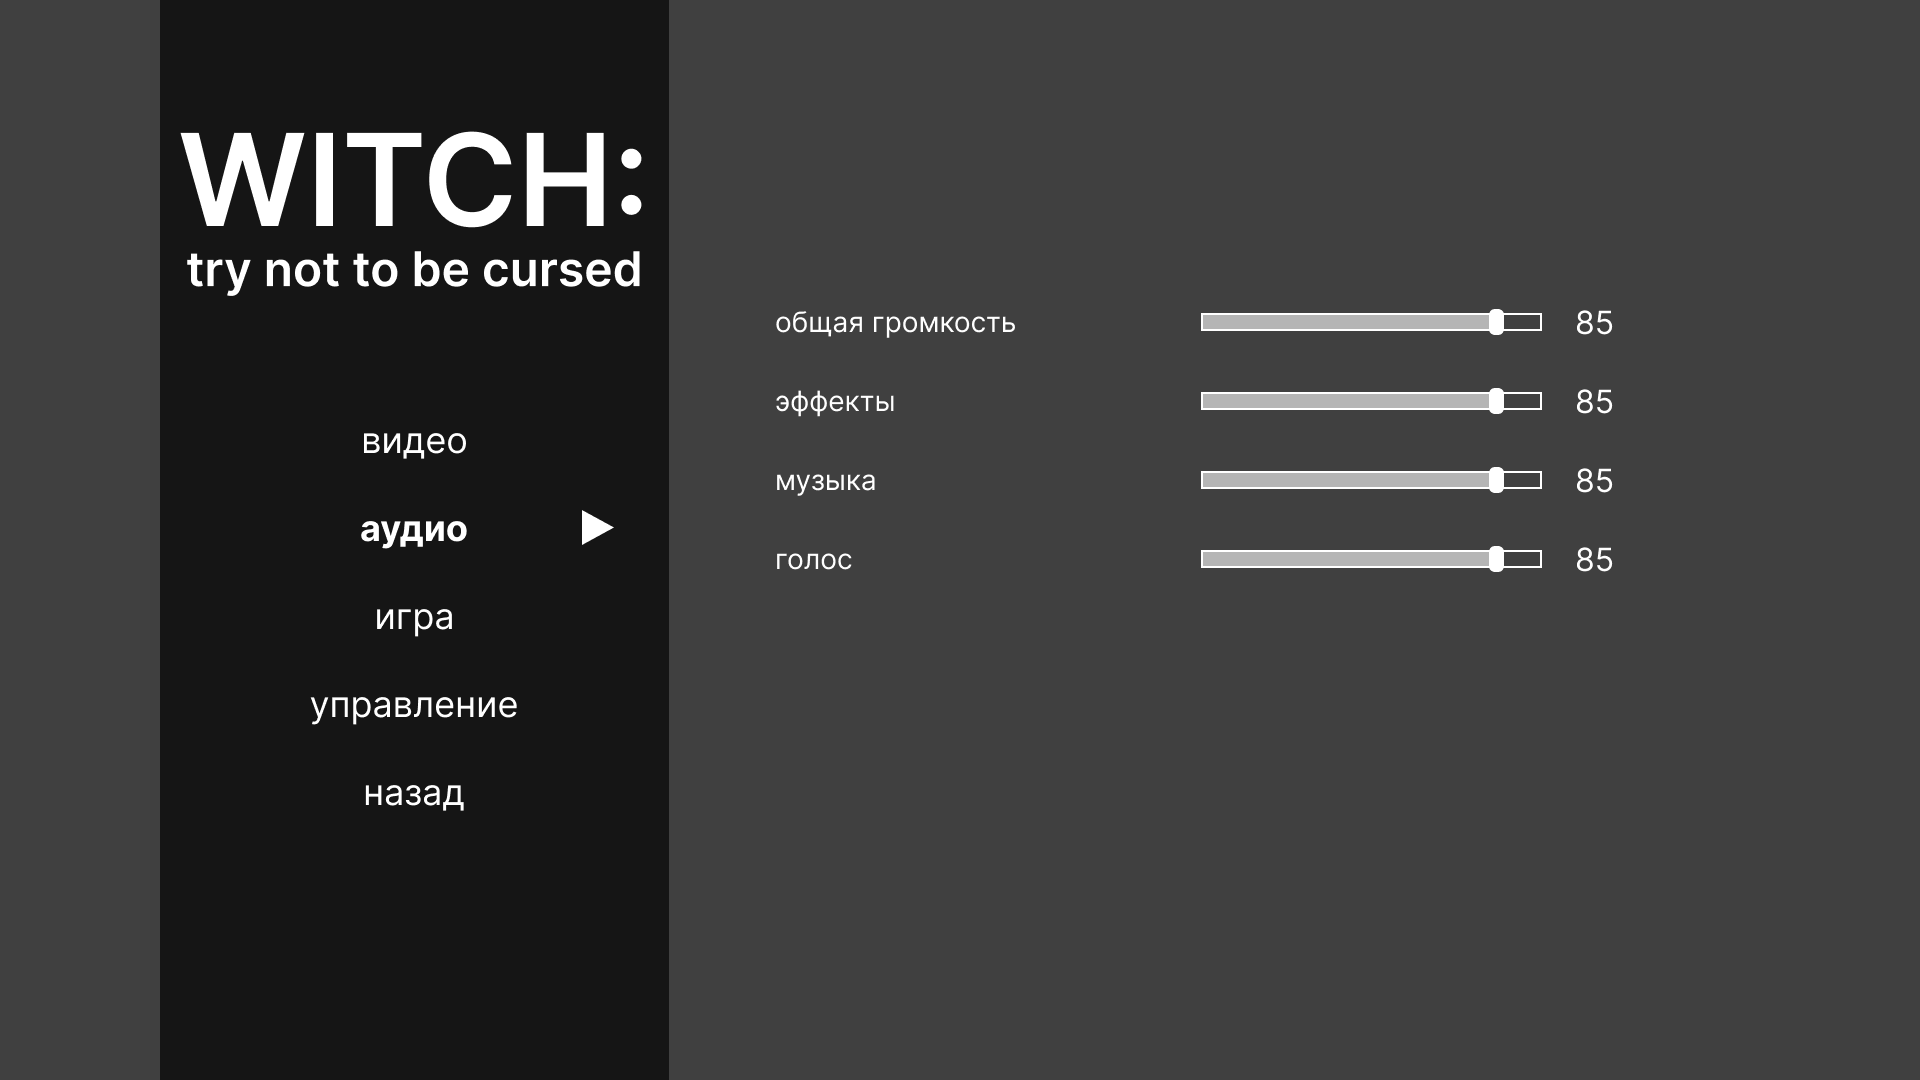 WITCH:
try not to be cursed
видео
аудио
игра
управление
назад
общая громкость 85
эффекты 85
музыка 85
голос 85